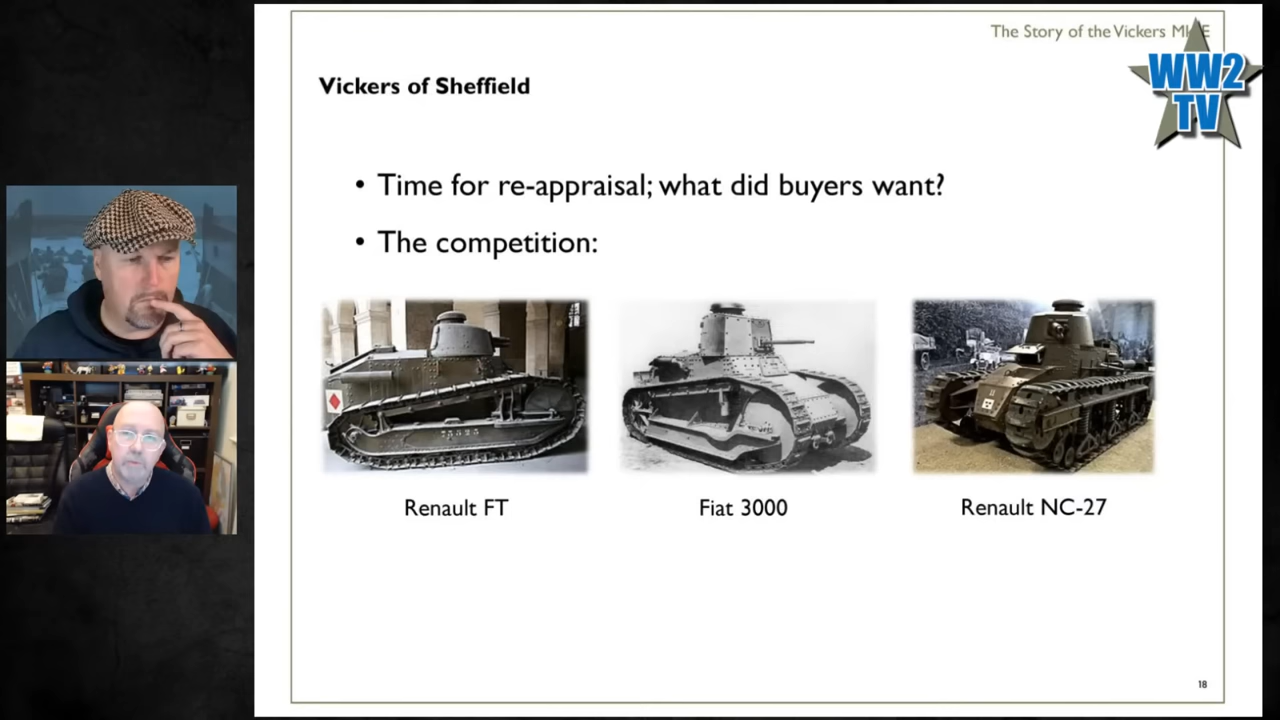 The Story of the Vickers Mk E
WW2
TV
Vickers of Sheffield
• Time for re-appraisal; what did buyers want?
• The competition:
Renault FT
Fiat 3000
Renault NC-27
18